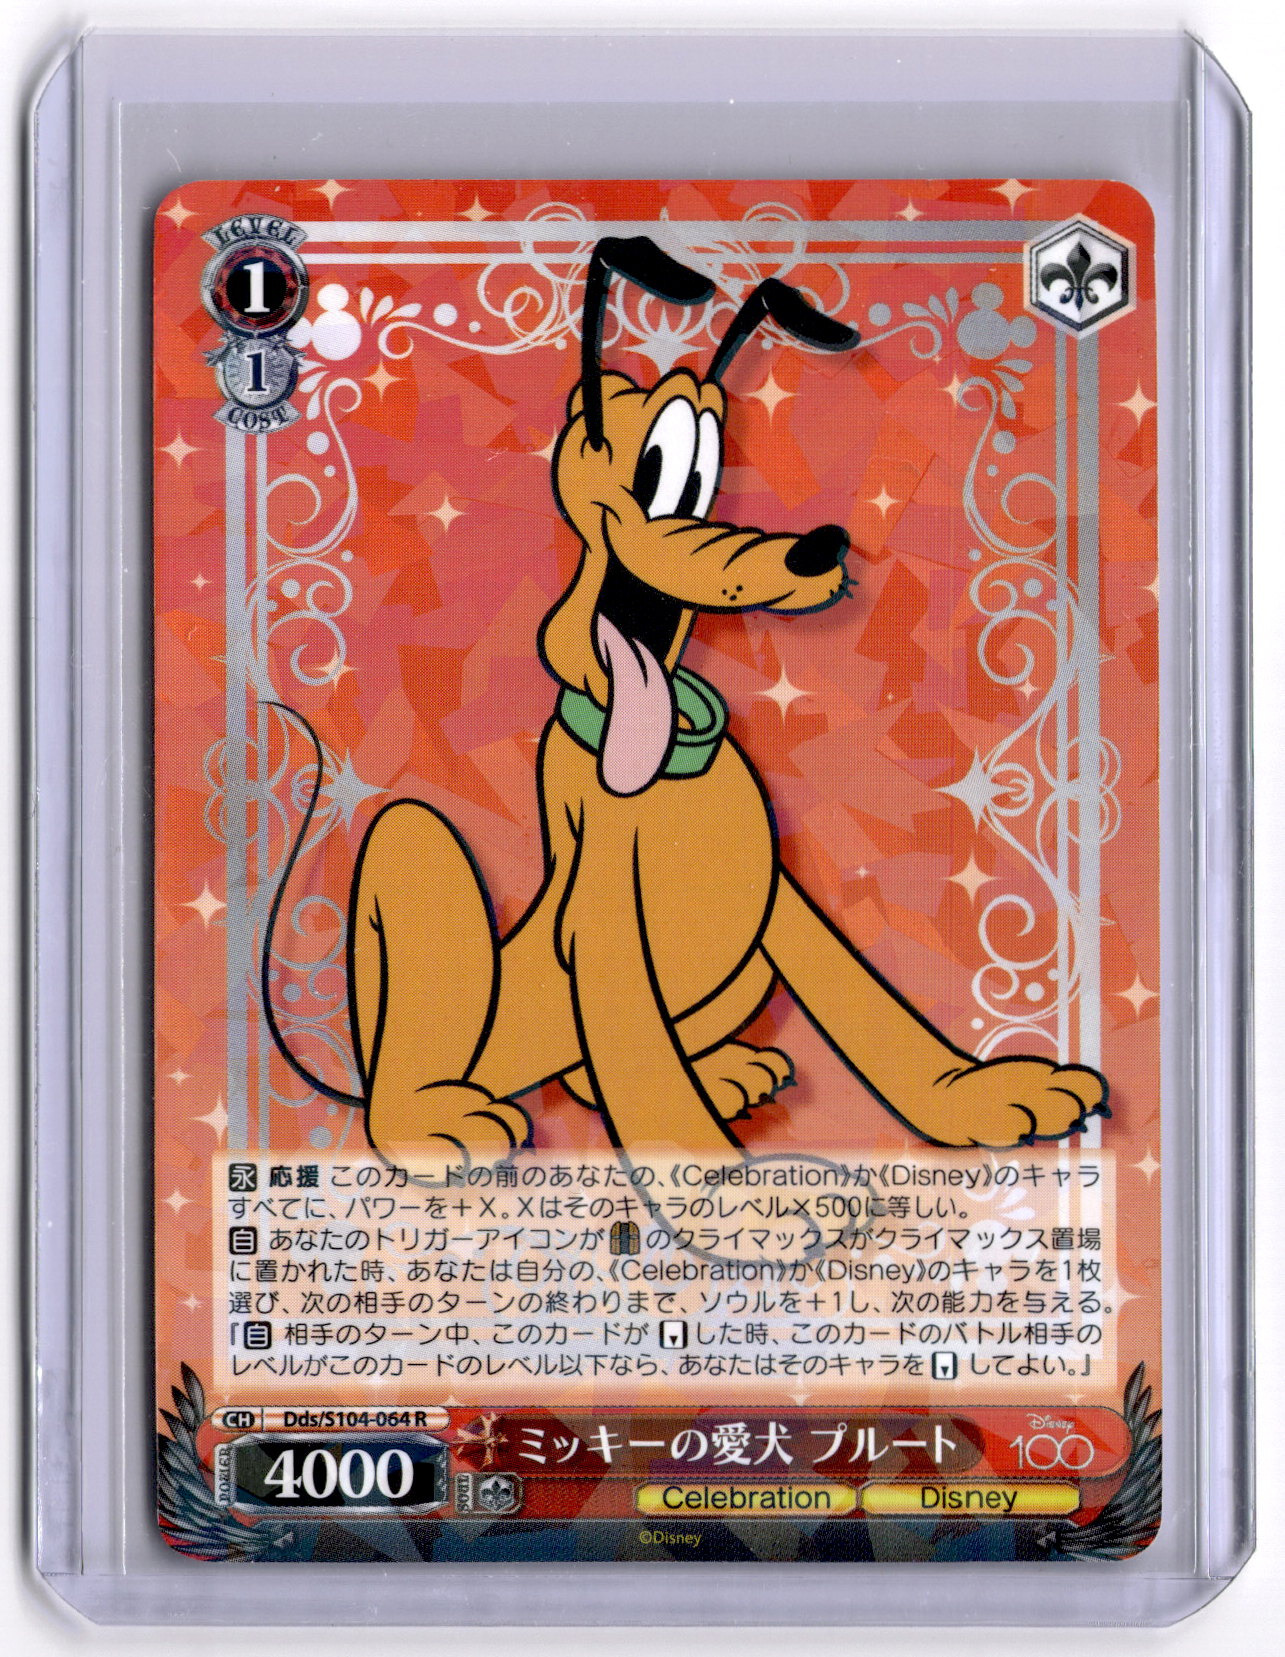 LEVEL
1
1
COST
永 応援 このカードの前のあなたの、《Celebration》か《Disney》のキャラ
すべてに、パワーを＋X。Xはそのキャラのレベル×500に等しい。
自 あなたのトリガーアイコンが のクライマックスがクライマックス置場
に置かれた時、あなたは自分の、《Celebration》か《Disney》のキャラを1枚
選び、次の相手のターンの終わりまで、ソウルを＋1し、次の能力を与える。
『自 相手のターン中、このカードが した時、このカードのバトル相手の
レベルがこのカードのレベル以下なら、あなたはそのキャラを してよい。』
CH Dds/S104-064 R
POWER 4000
SOUL
ミッキーの愛犬 プルート
Disney 100
Celebration Disney
©Disney